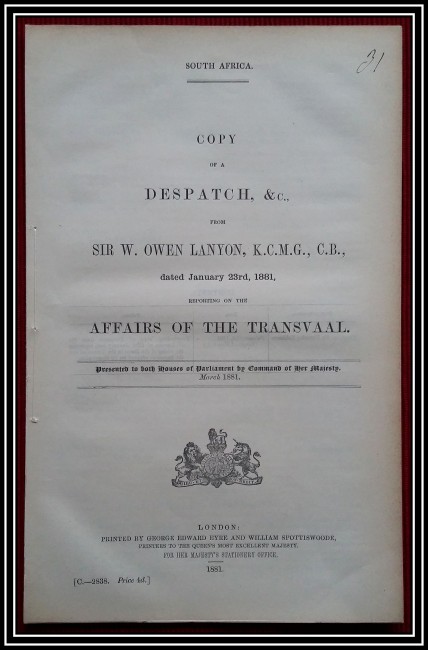 31
SOUTH AFRICA.
COPY
OF A
DESPATCH, &c.,
FROM
SIR W. OWEN LANYON, K.C.M.G., C.B.,
dated January 23rd, 1881,
REPORTING ON THE
AFFAIRS OF THE TRANSVAAL.
Presented to both Houses of Parliament by Command of Her Majesty.
March 1881.
LONDON:
PRINTED BY GEORGE EDWARD EYRE AND WILLIAM SPOTTISWOODE,
PRINTERS TO THE QUEEN'S MOST EXCELLENT MAJESTY.
FOR HER MAJESTY'S STATIONERY OFFICE.
1881.
[C.—2838. Price ½d.]